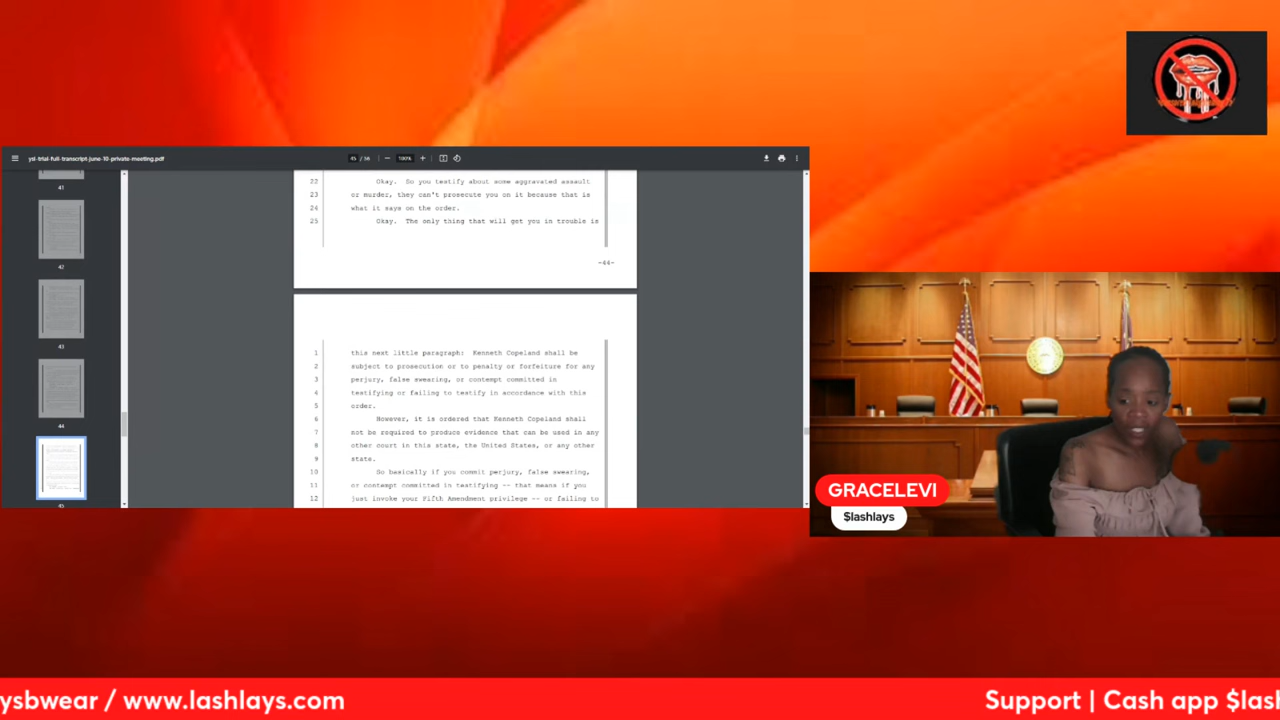 ysl-trial-full-transcript-june-10-private-meeting.pdf
45 / 56
100%
41
42
43
44
45
22 Okay. So you testify about some aggravated assault
23 or murder, they can't prosecute you on it because that is
24 what it says on the order.
25 Okay. The only thing that will get you in trouble is
-44-
1 this next little paragraph: Kenneth Copeland shall be
2 subject to prosecution or to penalty or forfeiture for any
3 perjury, false swearing, or contempt committed in
4 testifying or failing to testify in accordance with this
5 order.
6 However, it is ordered that Kenneth Copeland shall
7 not be required to produce evidence that can be used in any
8 other court in this state, the United States, or any other
9 state.
10 So basically if you commit perjury, false swearing,
11 or contempt committed in testifying -- that means if you
12 just invoke your Fifth Amendment privilege -- or failing to
GRACELEVI
$lashlays
ysbwear / www.lashlays.com
Support | Cash app $lash